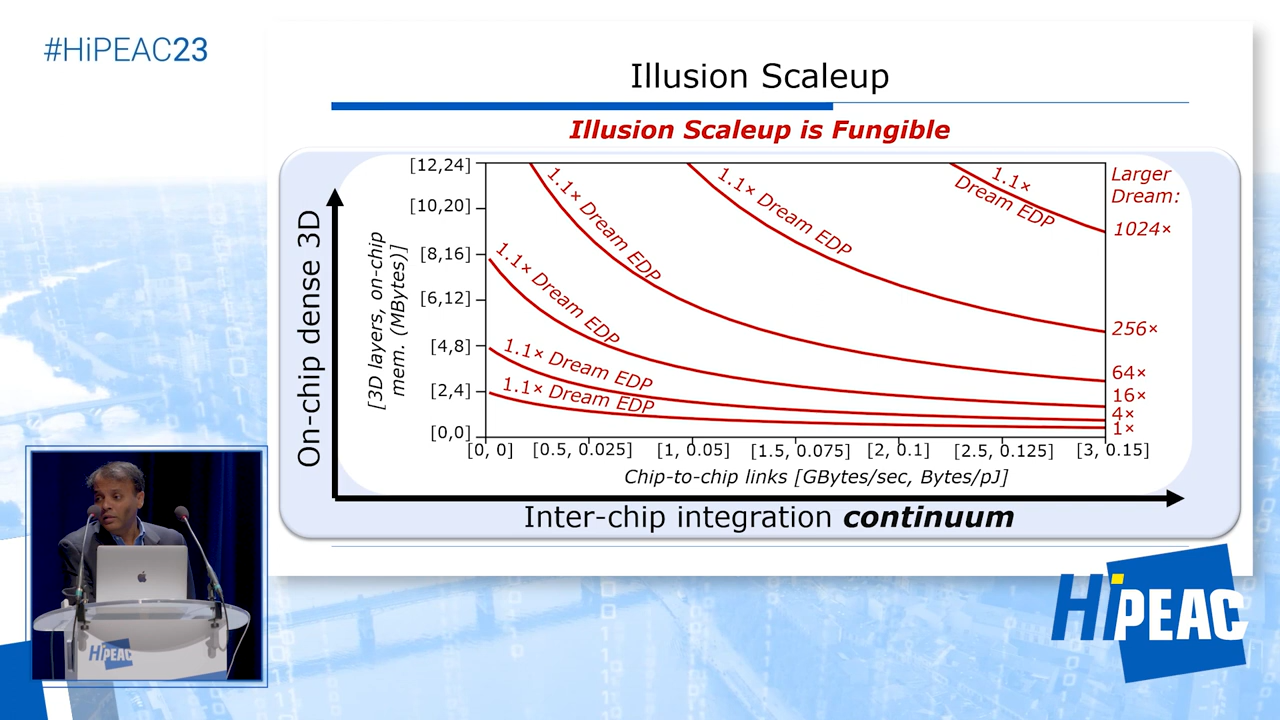 #HiPEAC23
Illusion Scaleup
Illusion Scaleup is Fungible
On-chip dense 3D
[3D layers, on-chip
mem. (MBytes)]
[12,24]
[10,20]
[8,16]
[6,12]
[4,8]
[2,4]
[0,0]
1.1× Dream EDP
1.1× Dream EDP
1.1×
Dream EDP
1.1× Dream EDP
1.1× Dream EDP
1.1× Dream EDP
Larger
Dream:
1024×
256×
64×
16×
4×
1×
[0, 0] [0.5, 0.025] [1, 0.05] [1.5, 0.075] [2, 0.1] [2.5, 0.125] [3, 0.15]
Chip-to-chip links [GBytes/sec, Bytes/pJ]
Inter-chip integration continuum
HiPEAC
HiPEAC